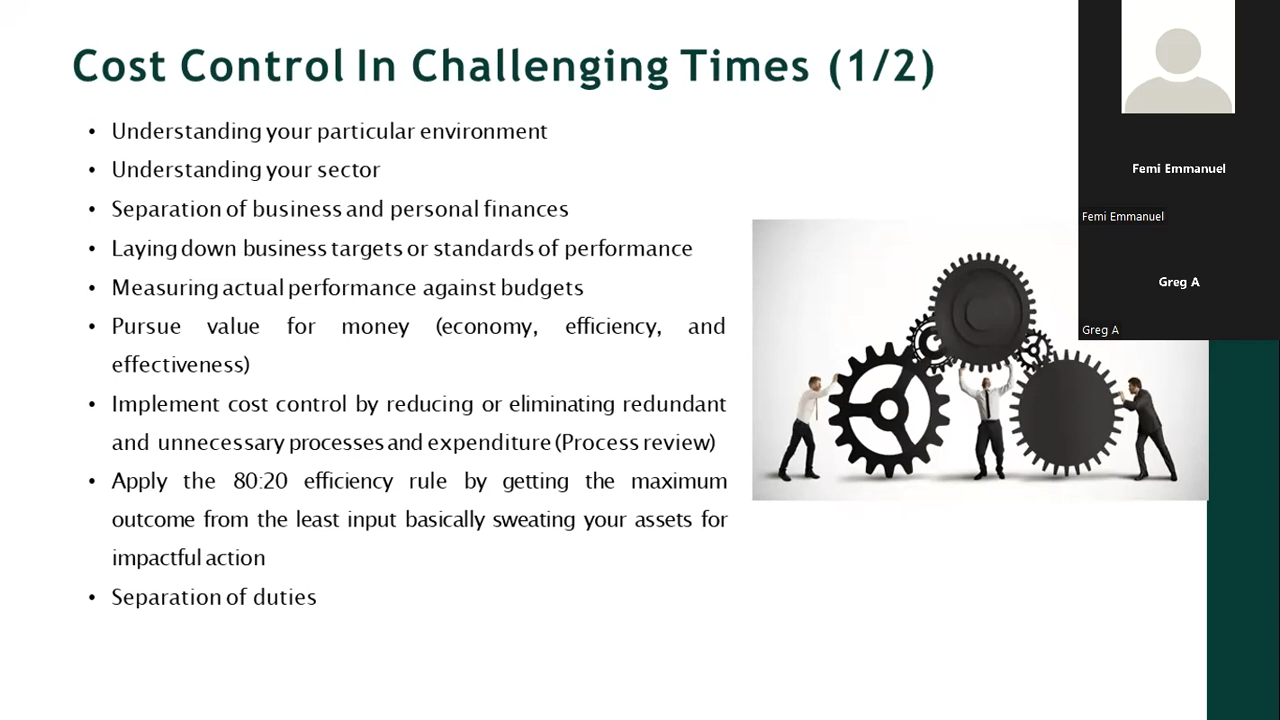 Cost Control In Challenging Times (1/2)
• Understanding your particular environment
• Understanding your sector
• Separation of business and personal finances
• Laying down business targets or standards of performance
• Measuring actual performance against budgets
• Pursue value for money (economy, efficiency, and
effectiveness)
• Implement cost control by reducing or eliminating redundant
and unnecessary processes and expenditure (Process review)
• Apply the 80:20 efficiency rule by getting the maximum
outcome from the least input basically sweating your assets for
impactful action
• Separation of duties
Femi Emmanuel
Femi Emmanuel
Greg A
Greg A